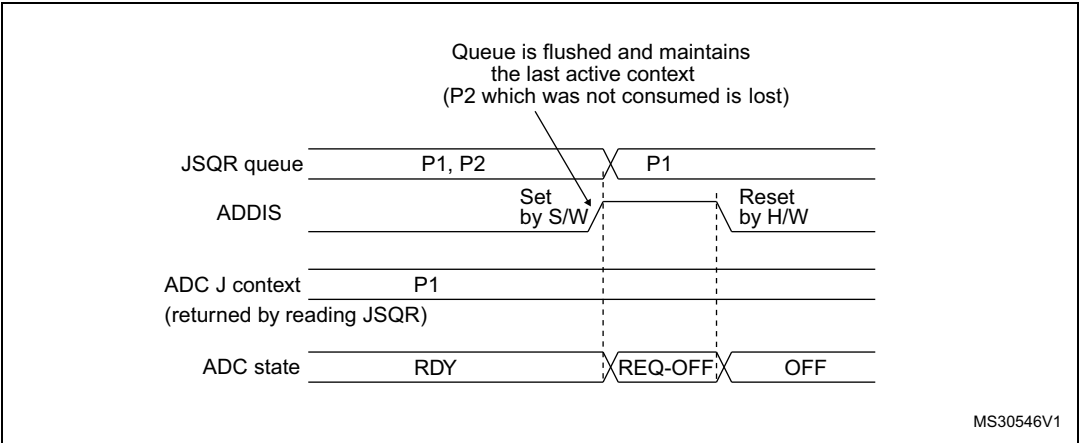 Queue is flushed and maintains
the last active context
(P2 which was not consumed is lost)
JSQR queue P1, P2 P1
ADDIS Set by S/W Reset by H/W
ADC J context P1
(returned by reading JSQR)
ADC state RDY REQ-OFF OFF
MS30546V1